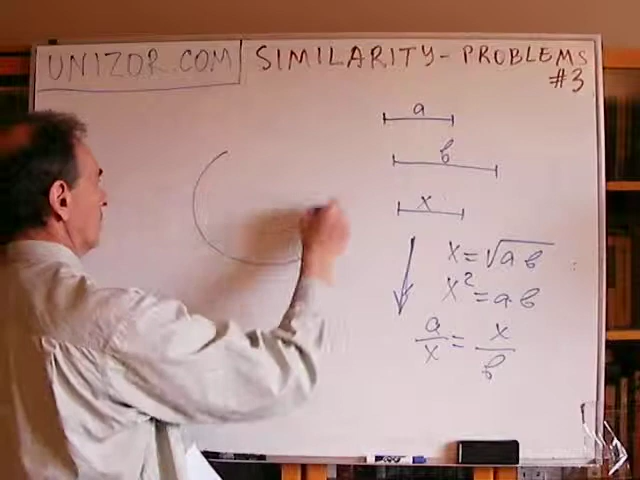 UNIZOR.COM
SIMILARITY - PROBLEMS
#3
a
b
x
x = √ab
x² = ab
a/x = x/b